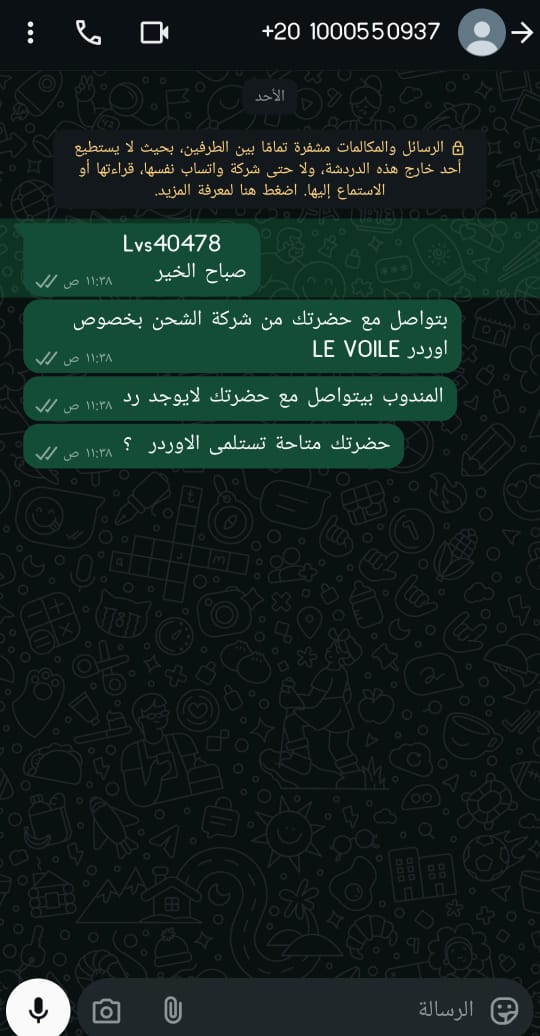 +20 1000550937
الأحد
الرسائل والمكالمات مشفرة تمامًا بين الطرفين، بحيث لا يستطيع
أحد خارج هذه الدردشة، ولا حتى شركة واتساب نفسها، قراءتها أو
الاستماع إليها. اضغط هنا لمعرفة المزيد.
Lvs40478
صباح الخير
١١:٣٨ ص
بتواصل مع حضرتك من شركة الشحن بخصوص
اوردر LE VOILE
١١:٣٨ ص
المندوب بيتواصل مع حضرتك لايوجد رد
١١:٣٨ ص
حضرتك متاحة تستلمى الاوردر ؟
١١:٣٨ ص
الرسالة